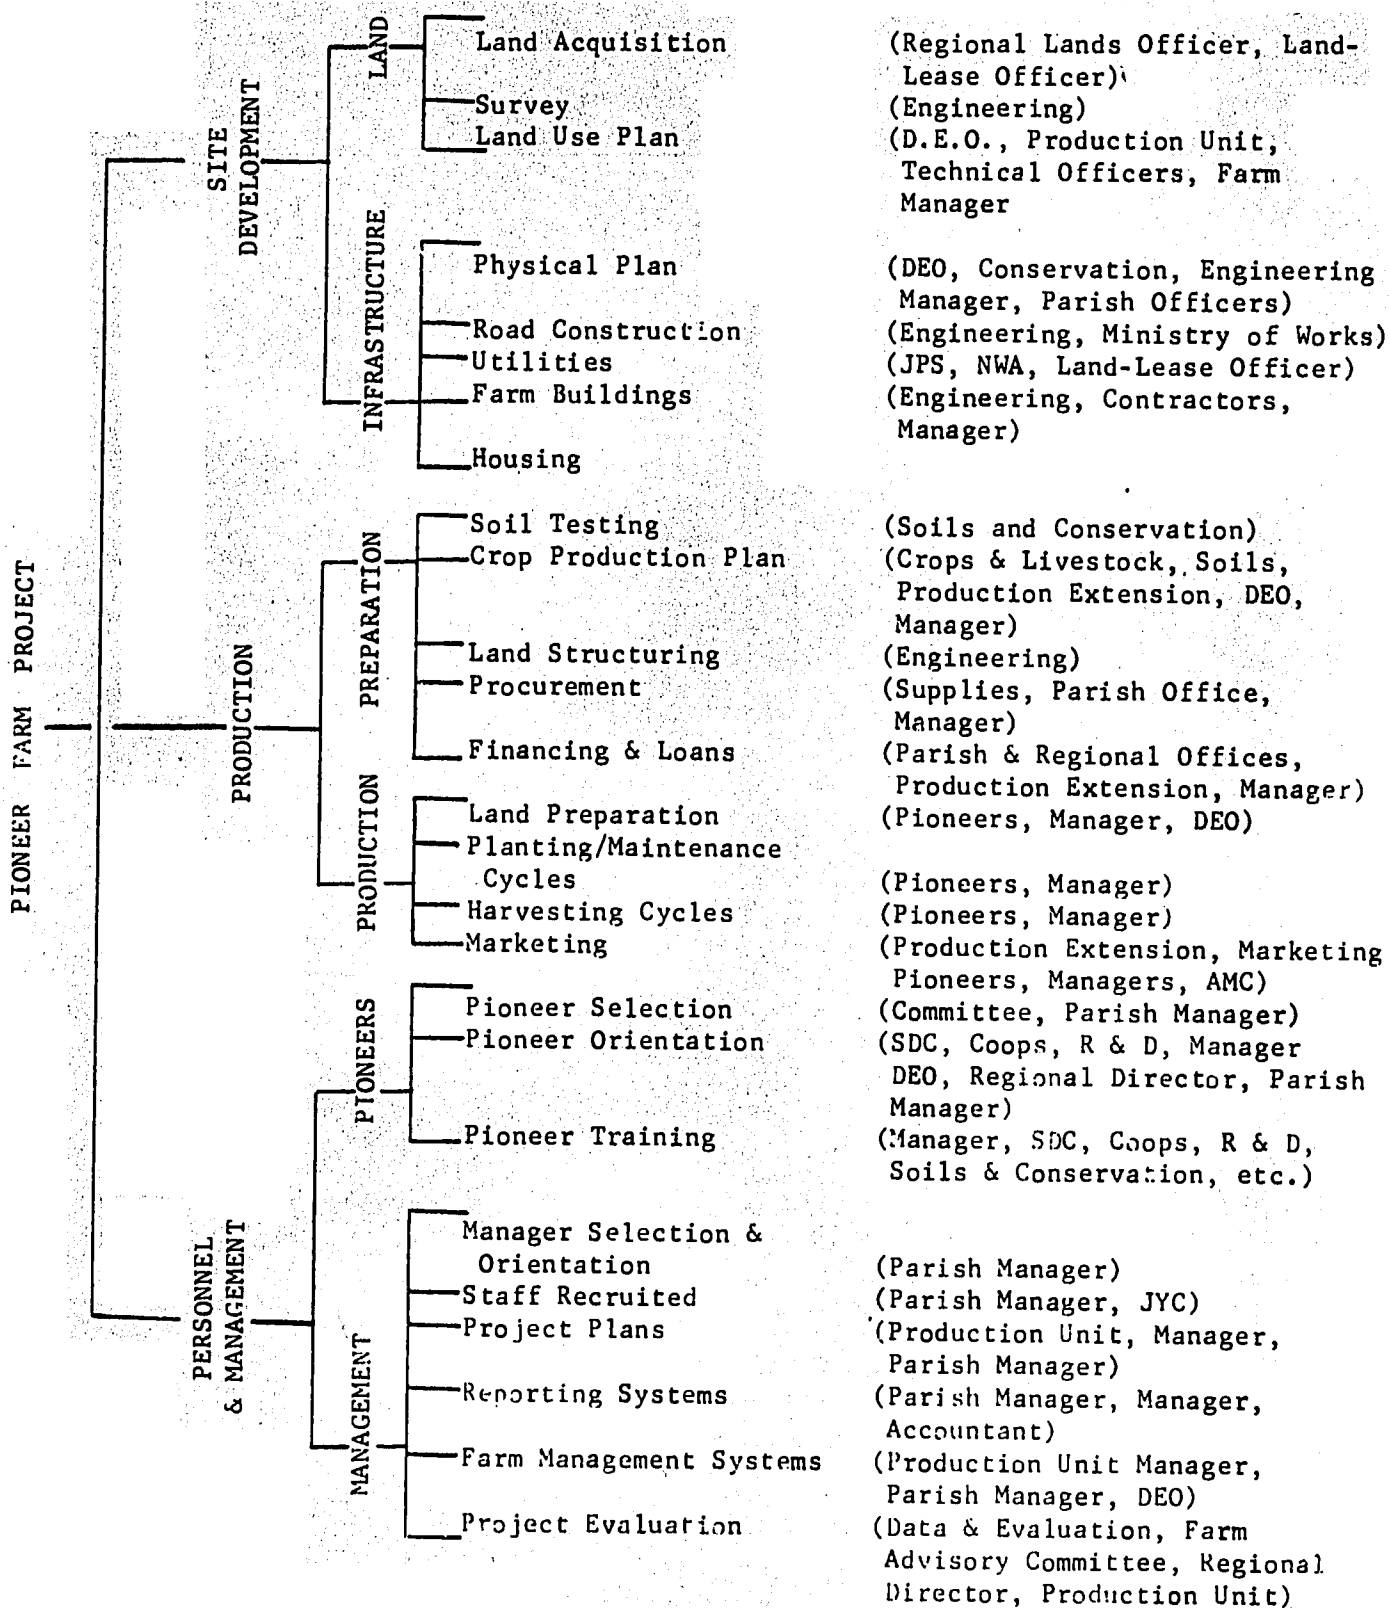 PIONEER FARM PROJECT
SITE
DEVELOPMENT
LAND
Land Acquisition (Regional Lands Officer, Land-
Lease Officer)
Survey (Engineering)
Land Use Plan (D.E.O., Production Unit,
Technical Officers, Farm
Manager
INFRASTRUCTURE
Physical Plan (DEO, Conservation, Engineering
Manager, Parish Officers)
Road Construction (Engineering, Ministry of Works)
Utilities (JPS, NWA, Land-Lease Officer)
Farm Buildings (Engineering, Contractors,
Manager)
Housing
PRODUCTION
PREPARATION
Soil Testing (Soils and Conservation)
Crop Production Plan (Crops & Livestock, Soils,
Production Extension, DEO,
Manager)
Land Structuring (Engineering)
Procurement (Supplies, Parish Office,
Manager)
Financing & Loans (Parish & Regional Offices,
Production Extension, Manager)
PRODUCTION
Land Preparation (Pioneers, Manager, DEO)
Planting/Maintenance
Cycles (Pioneers, Manager)
Harvesting Cycles (Pioneers, Manager)
Marketing (Production Extension, Marketing
Pioneers, Managers, AMC)
PERSONNEL
& MANAGEMENT
PIONEERS
Pioneer Selection (Committee, Parish Manager)
Pioneer Orientation (SDC, Coops, R & D, Manager
DEO, Regional Director, Parish
Manager)
Pioneer Training (Manager, SDC, Coops, R & D,
Soils & Conservation, etc.)
MANAGEMENT
Manager Selection &
Orientation (Parish Manager)
Staff Recruited (Parish Manager, JYC)
Project Plans (Production Unit, Manager,
Parish Manager)
Reporting Systems (Parish Manager, Manager,
Accountant)
Farm Management Systems (Production Unit Manager,
Parish Manager, DEO)
Project Evaluation (Data & Evaluation, Farm
Advisory Committee, Regional
Director, Production Unit)